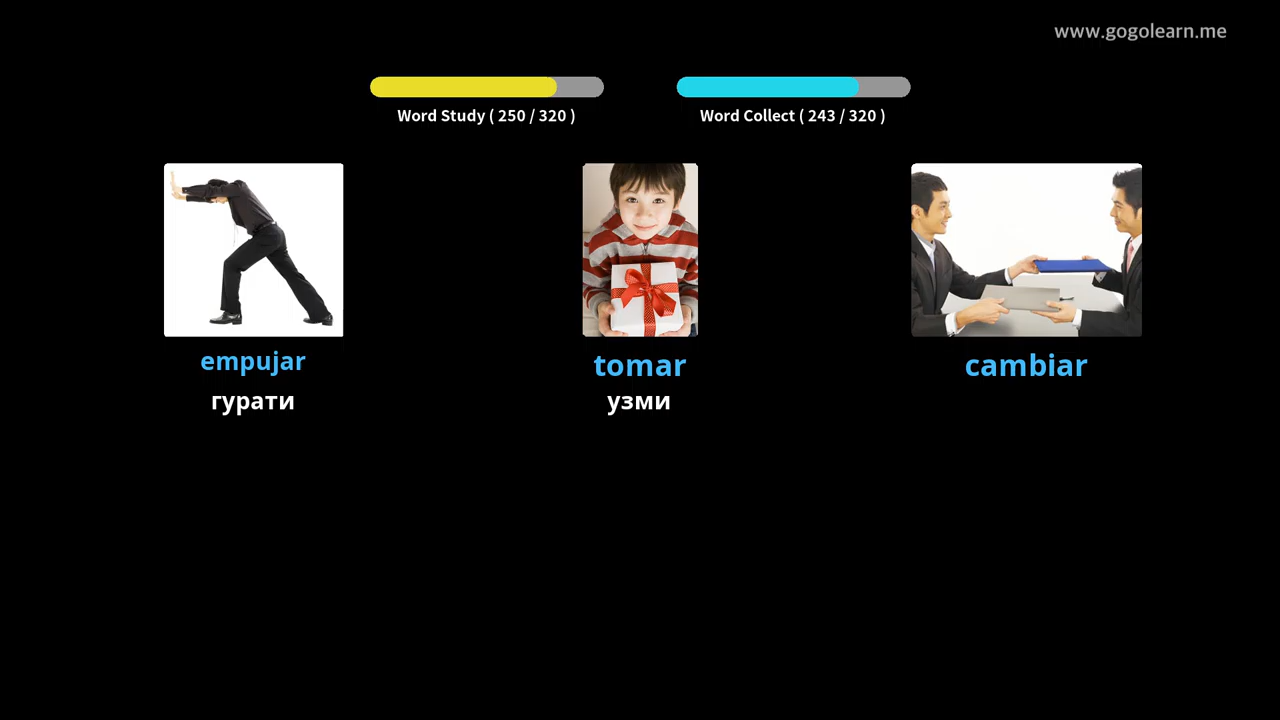 www.gogolearn.me
Word Study ( 250 / 320 )
Word Collect ( 243 / 320 )
empujar
tomar
cambiar
гурати
узми